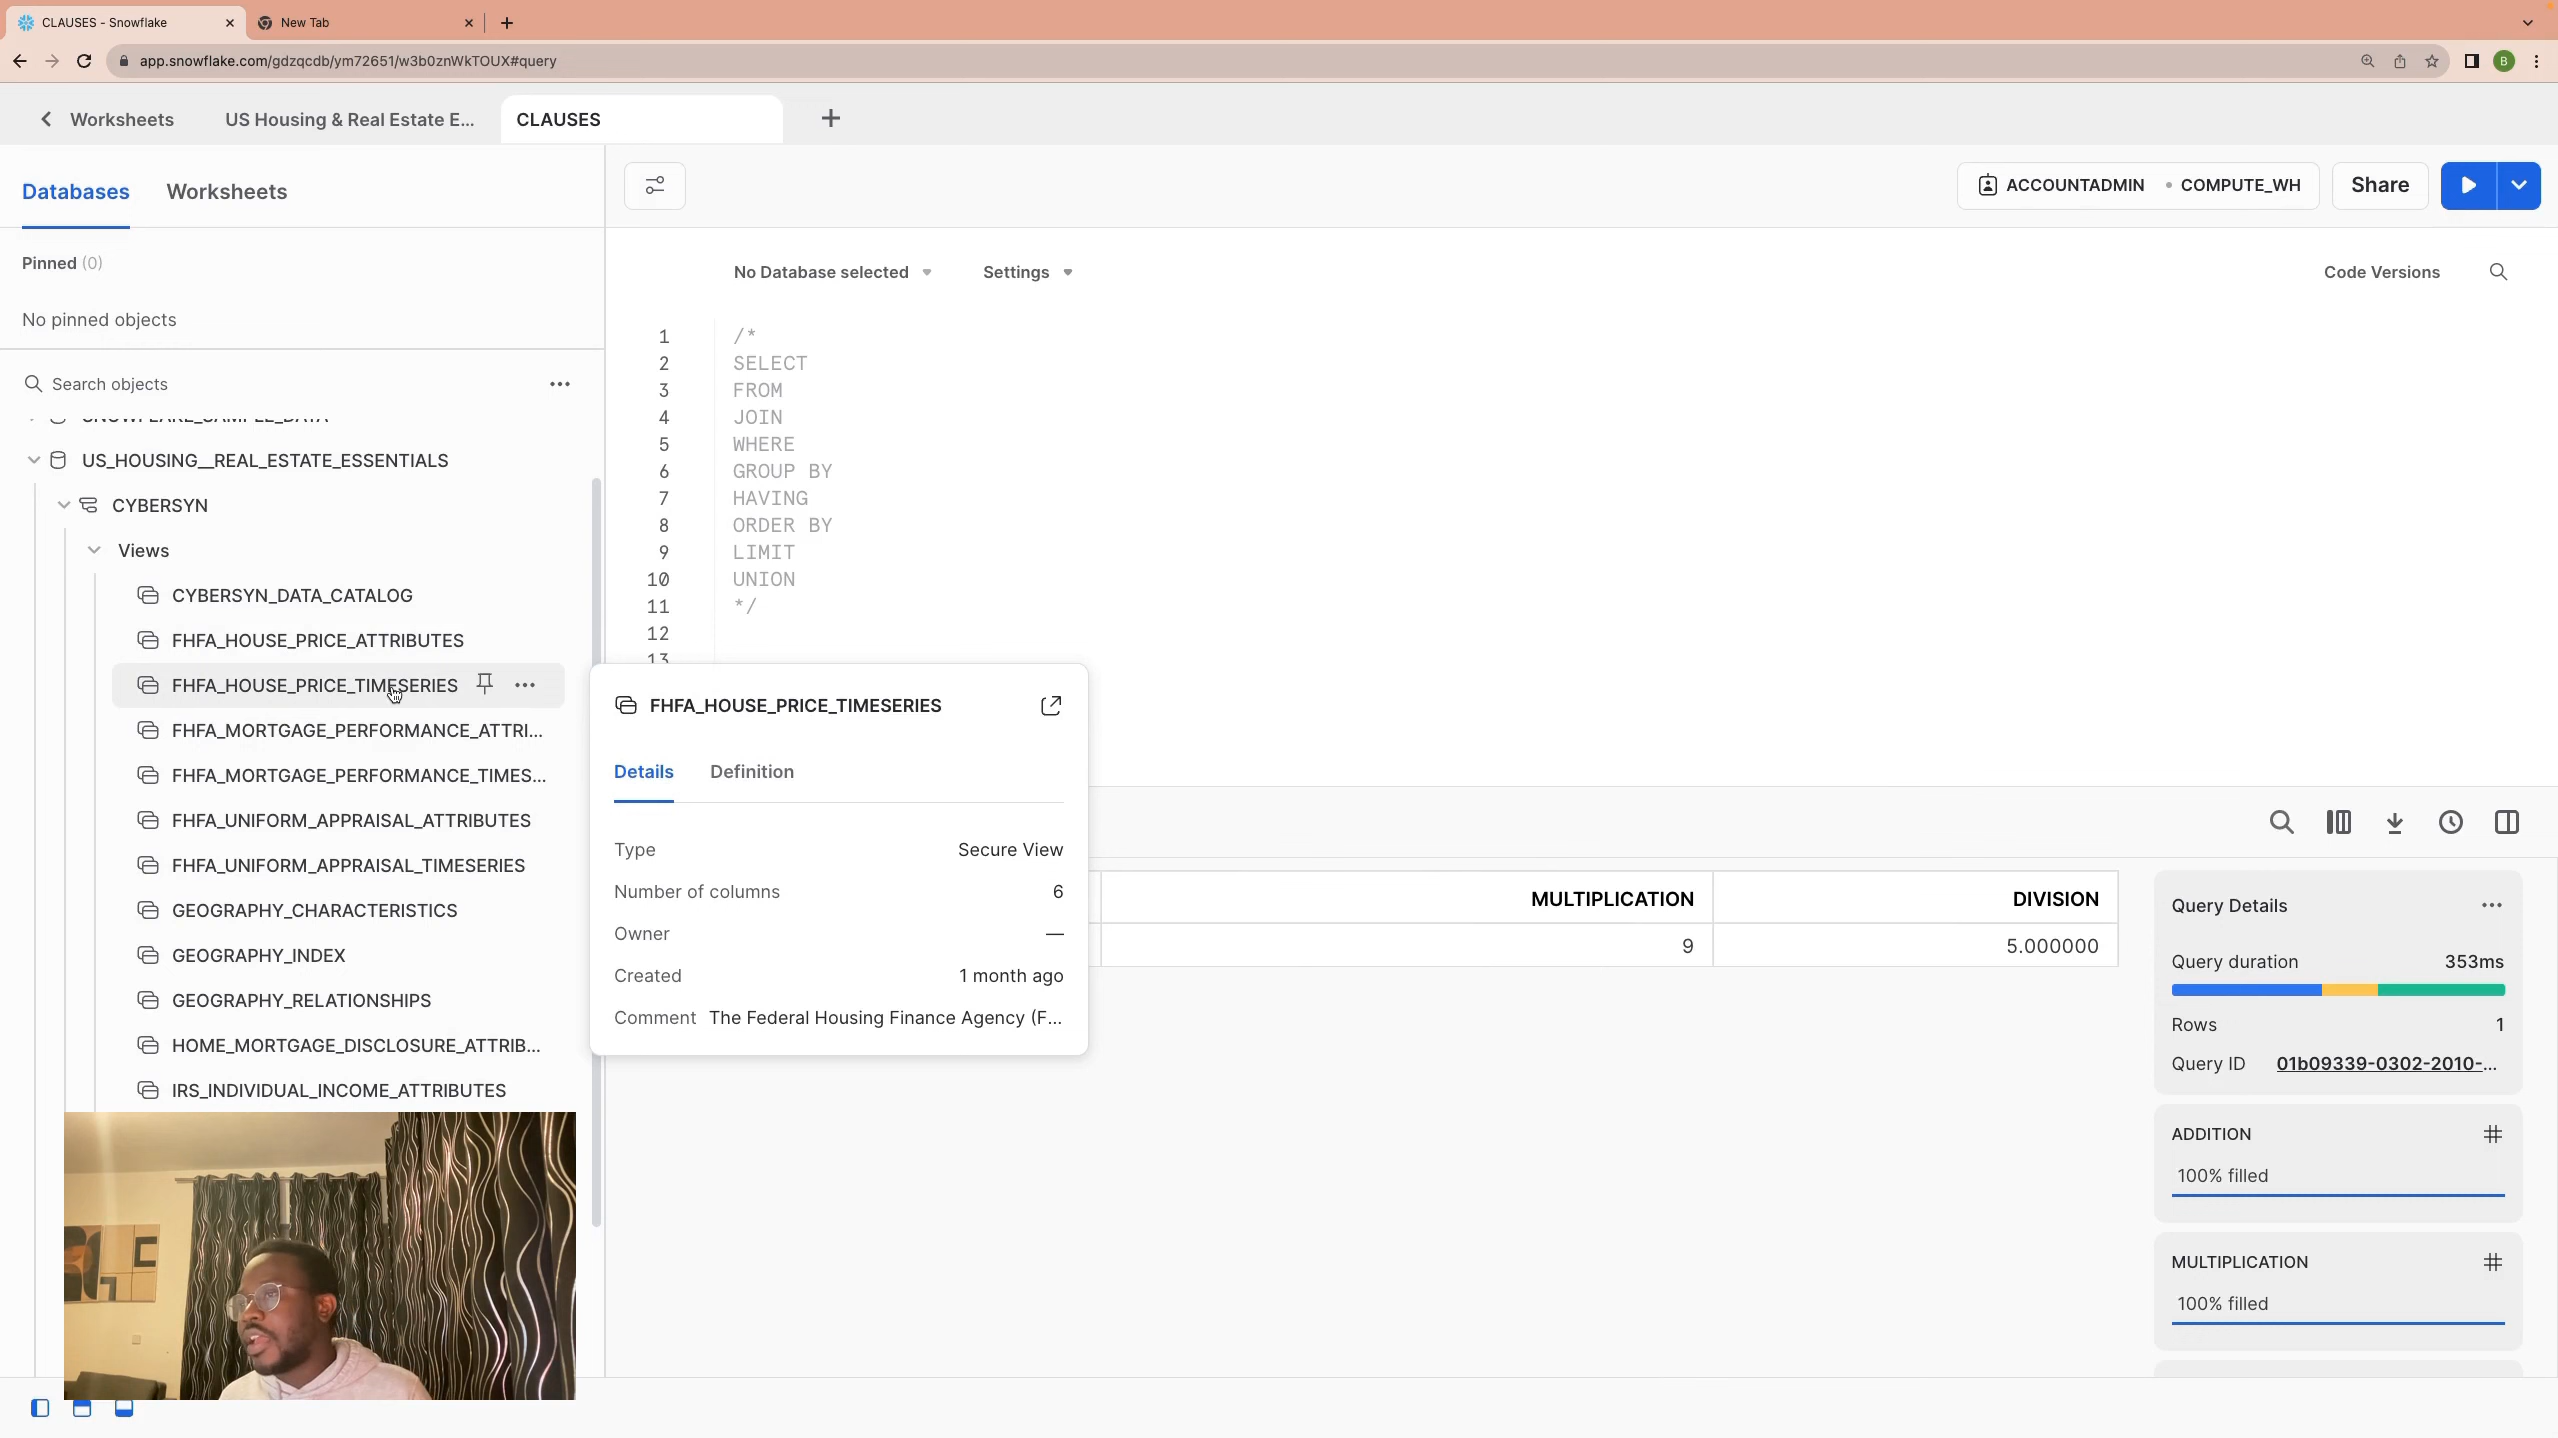 CLAUSES - Snowflake
New Tab
app.snowflake.com/gdzqcdb/ym72651/w3b0znWkTOUX#query
B
Worksheets
US Housing & Real Estate E...
CLAUSES
Databases
Worksheets
ACCOUNTADMIN
COMPUTE_WH
Share
Pinned (0)
No pinned objects
No Database selected
Settings
Code Versions
Search objects
SNOWFLAKE_SAMPLE_DATA
US_HOUSING__REAL_ESTATE_ESSENTIALS
CYBERSYN
Views
CYBERSYN_DATA_CATALOG
FHFA_HOUSE_PRICE_ATTRIBUTES
FHFA_HOUSE_PRICE_TIMESERIES
FHFA_MORTGAGE_PERFORMANCE_ATTRI...
FHFA_MORTGAGE_PERFORMANCE_TIMES...
FHFA_UNIFORM_APPRAISAL_ATTRIBUTES
FHFA_UNIFORM_APPRAISAL_TIMESERIES
GEOGRAPHY_CHARACTERISTICS
GEOGRAPHY_INDEX
GEOGRAPHY_RELATIONSHIPS
HOME_MORTGAGE_DISCLOSURE_ATTRIB...
IRS_INDIVIDUAL_INCOME_ATTRIBUTES
1 /*
2 SELECT
3 FROM
4 JOIN
5 WHERE
6 GROUP BY
7 HAVING
8 ORDER BY
9 LIMIT
10 UNION
11 */
12
13
FHFA_HOUSE_PRICE_TIMESERIES
Details
Definition
Type Secure View
Number of columns 6
Owner —
Created 1 month ago
Comment The Federal Housing Finance Agency (F...
MULTIPLICATION DIVISION
9 5.000000
Query Details
Query duration 353ms
Rows 1
Query ID 01b09339-0302-2010-...
ADDITION
100% filled
MULTIPLICATION
100% filled